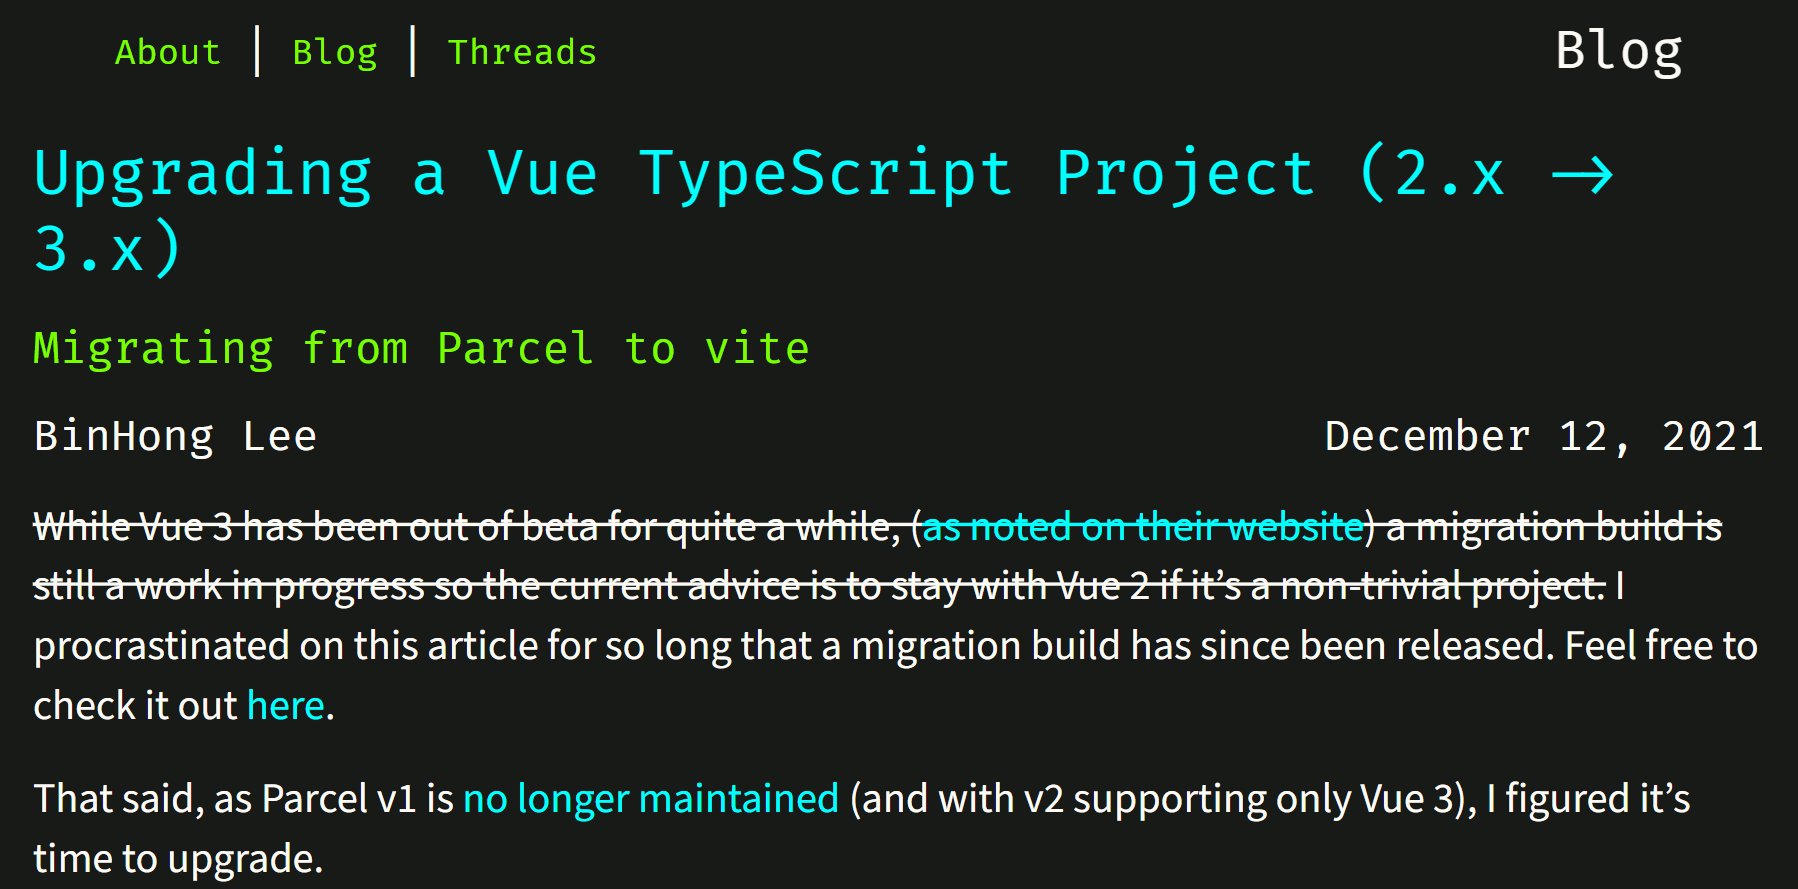 About | Blog | Threads
Blog
Upgrading a Vue TypeScript Project (2.x →
3.x)
Migrating from Parcel to vite
BinHong Lee
December 12, 2021
While Vue 3 has been out of beta for quite a while, (as noted on their website) a migration build is
still a work in progress so the current advice is to stay with Vue 2 if it’s a non-trivial project. I
procrastinated on this article for so long that a migration build has since been released. Feel free to
check it out here.
That said, as Parcel v1 is no longer maintained (and with v2 supporting only Vue 3), I figured it’s
time to upgrade.